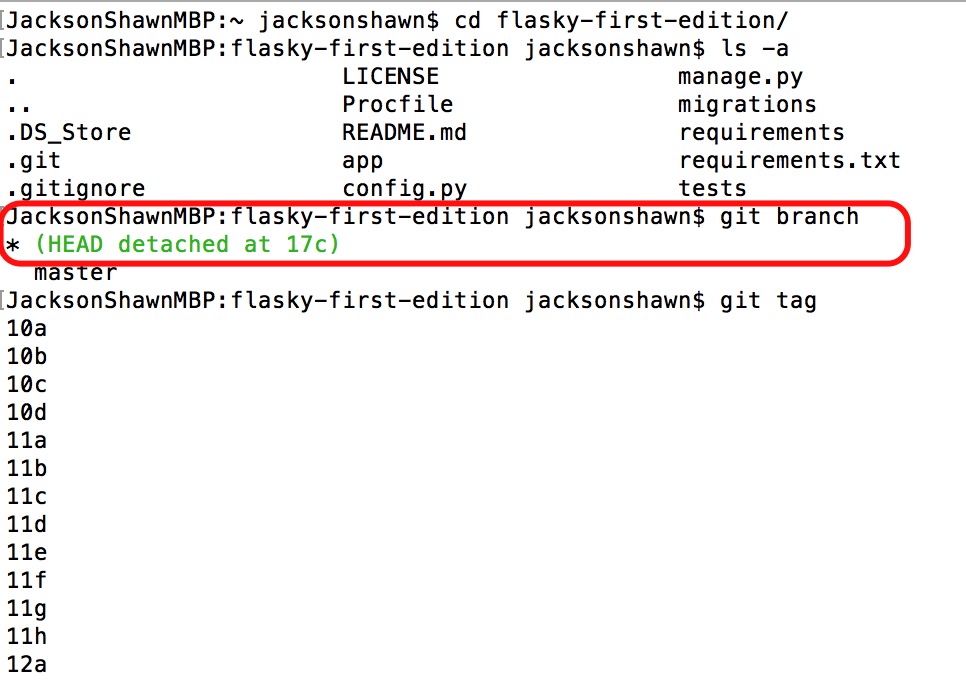 [JacksonShawnMBP:~ jacksonshawn$ cd flasky-first-edition/
[JacksonShawnMBP:flasky-first-edition jacksonshawn$ ls -a
. LICENSE manage.py
.. Procfile migrations
.DS_Store README.md requirements
.git app requirements.txt
.gitignore config.py tests
JacksonShawnMBP:flasky-first-edition jacksonshawn$ git branch
* (HEAD detached at 17c)
master
[JacksonShawnMBP:flasky-first-edition jacksonshawn$ git tag
10a
10b
10c
10d
11a
11b
11c
11d
11e
11f
11g
11h
12a